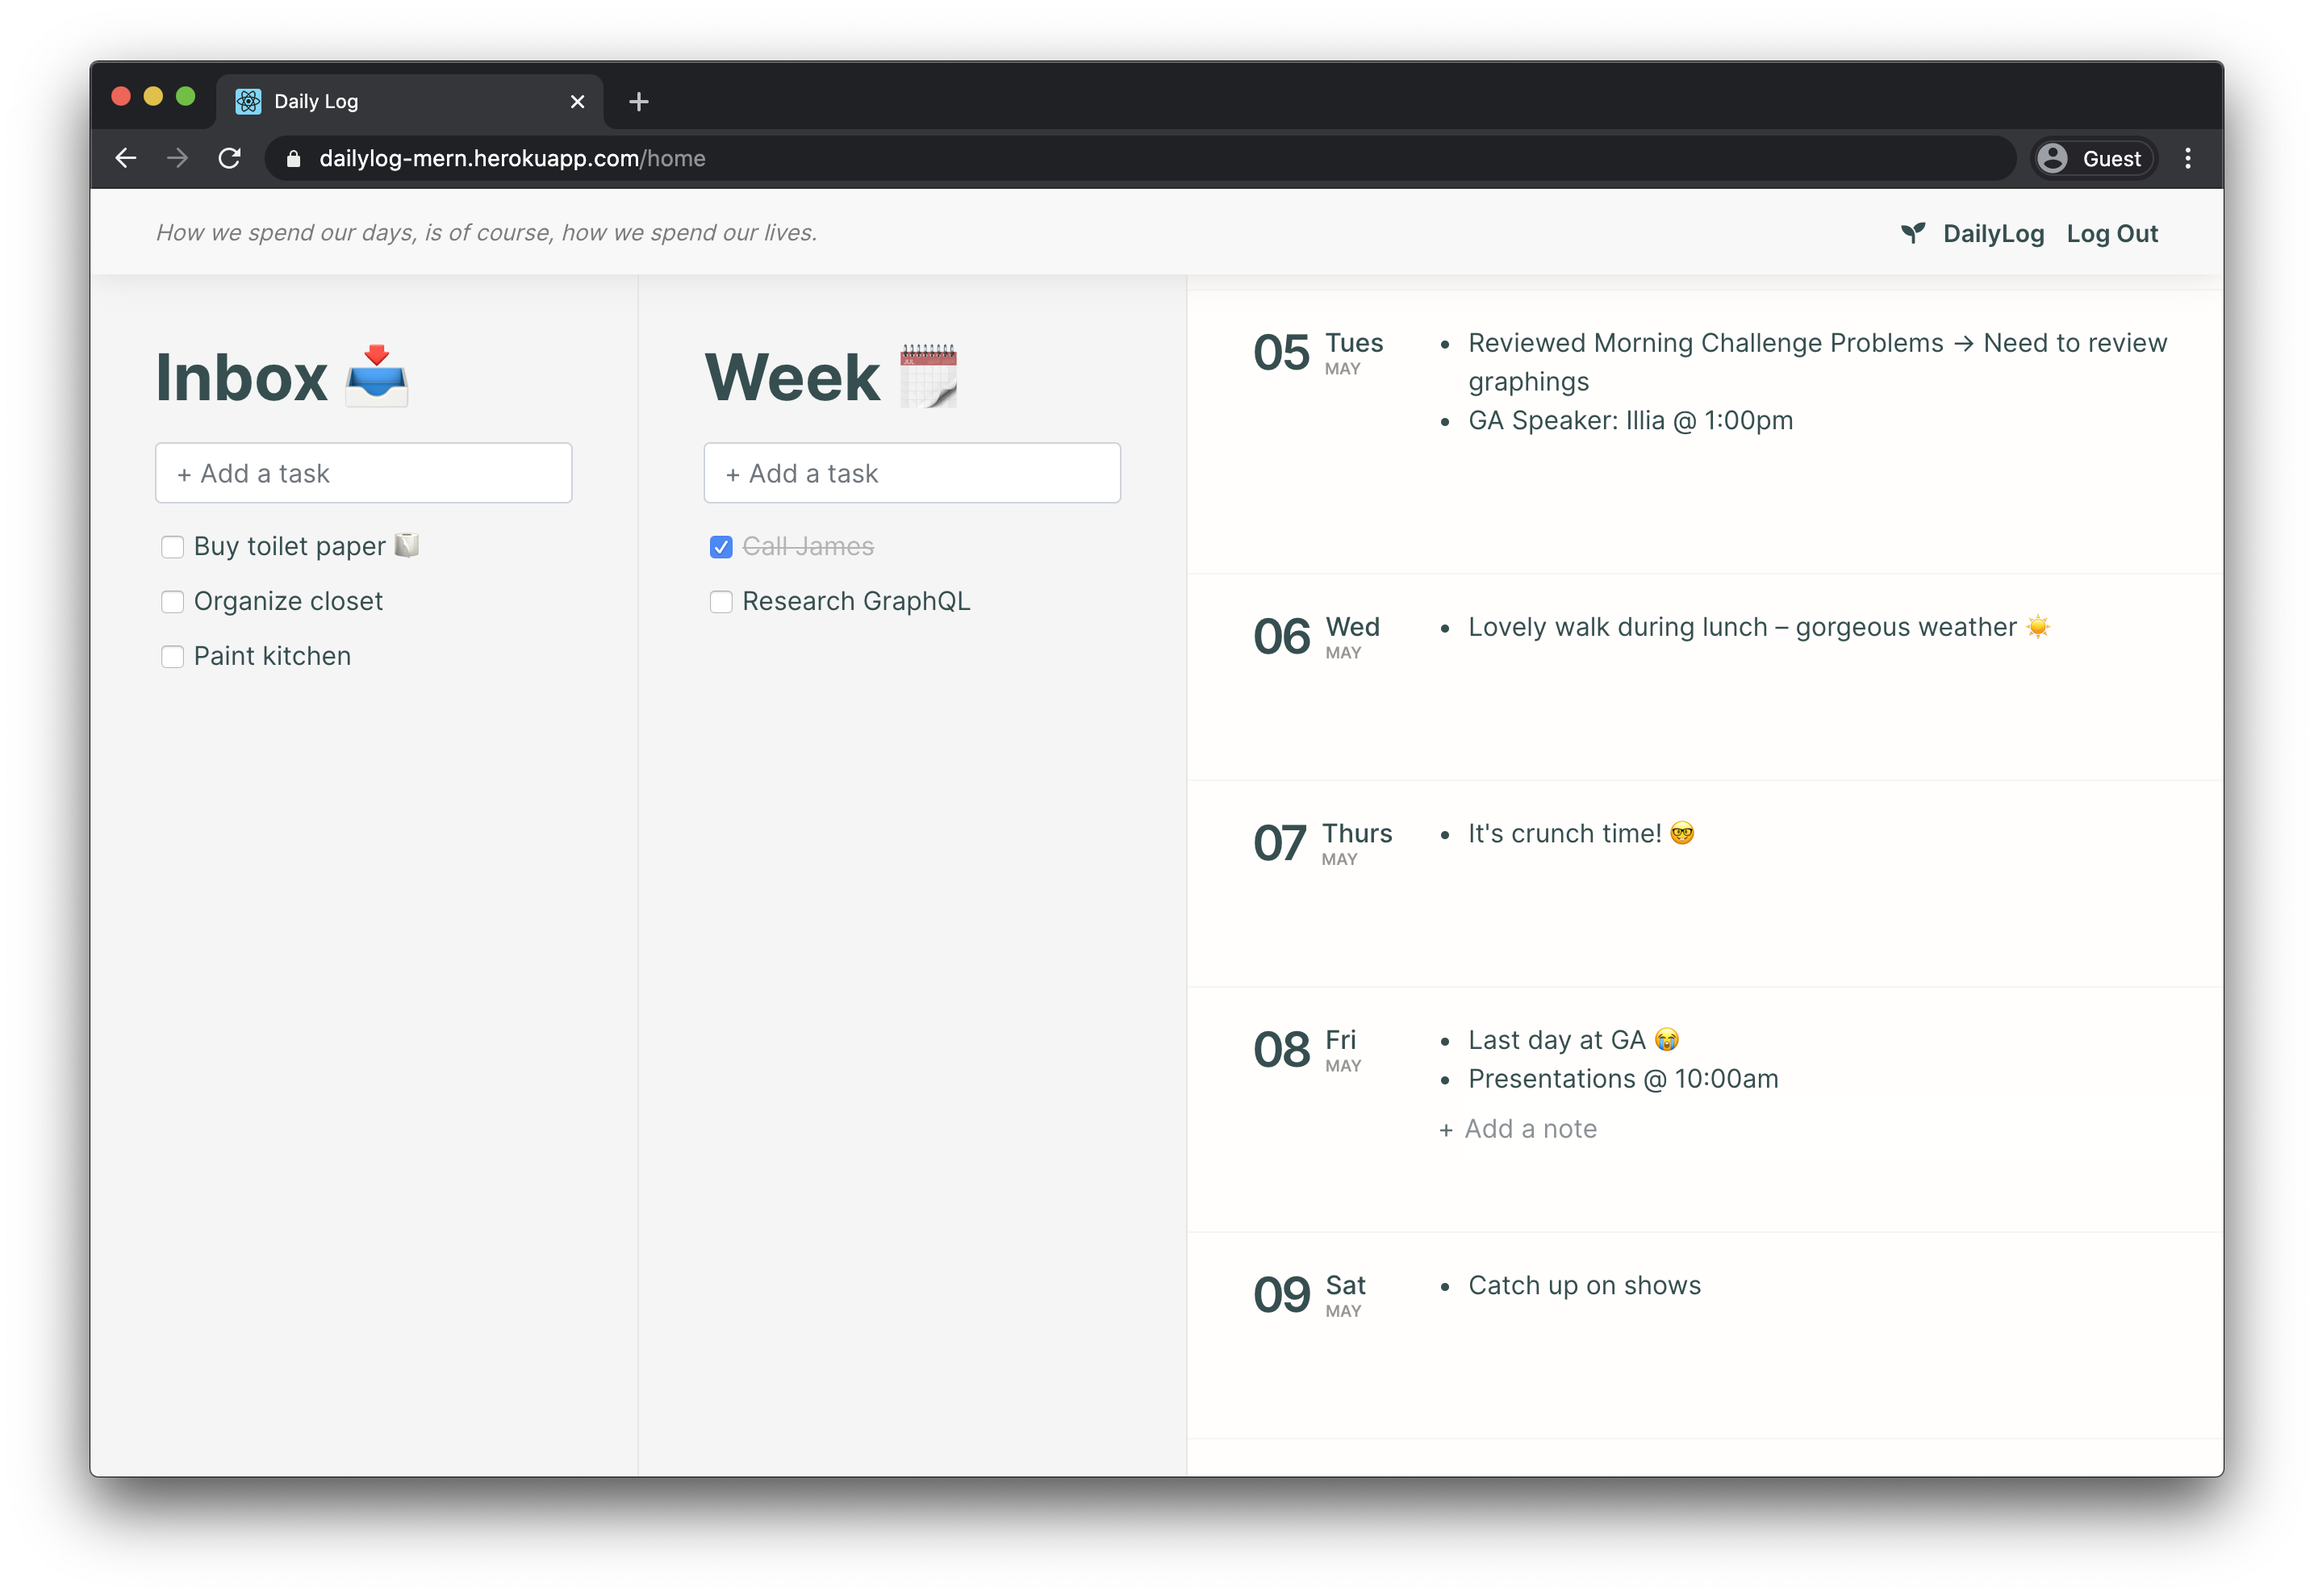 Daily Log
dailylog-mern.herokuapp.com/home
Guest
How we spend our days, is of course, how we spend our lives.
DailyLog
Log Out
Inbox 📥
+ Add a task
Buy toilet paper 🧻
Organize closet
Paint kitchen
Week 🗓
+ Add a task
Call James
Research GraphQL
05 Tues
MAY
• Reviewed Morning Challenge Problems → Need to review
graphings
• GA Speaker: Illia @ 1:00pm
06 Wed
MAY
• Lovely walk during lunch – gorgeous weather ☀️
07 Thurs
MAY
• It's crunch time! 🤓
08 Fri
MAY
• Last day at GA 😭
• Presentations @ 10:00am
+ Add a note
09 Sat
MAY
• Catch up on shows